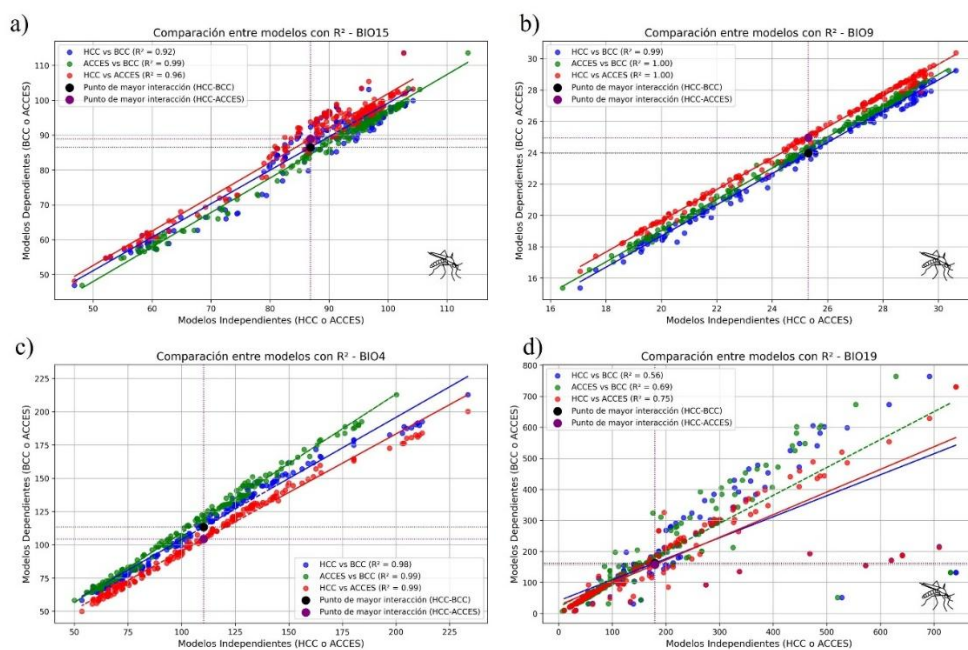 a)
Comparación entre modelos con R² - BIO15
HCC vs BCC (R² = 0.92)
ACCES vs BCC (R² = 0.99)
HCC vs ACCES (R² = 0.96)
Punto de mayor interacción (HCC-BCC)
Punto de mayor interacción (HCC-ACCES)
Modelos Dependientes (BCC o ACCES)
110
100
90
80
70
60
50
50 60 70 80 90 100 110
Modelos Independientes (HCC o ACCES)
b)
Comparación entre modelos con R² - BIO9
HCC vs BCC (R² = 0.99)
ACCES vs BCC (R² = 1.00)
HCC vs ACCES (R² = 1.00)
Punto de mayor interacción (HCC-BCC)
Punto de mayor interacción (HCC-ACCES)
Modelos Dependientes (BCC o ACCES)
30
28
26
24
22
20
18
16
16 18 20 22 24 26 28 30
Modelos Independientes (HCC o ACCES)
c)
Comparación entre modelos con R² - BIO4
Modelos Dependientes (BCC o ACCES)
225
200
175
150
125
100
75
50
HCC vs BCC (R² = 0.98)
ACCES vs BCC (R² = 0.99)
HCC vs ACCES (R² = 0.99)
Punto de mayor interacción (HCC-BCC)
Punto de mayor interacción (HCC-ACCES)
50 75 100 125 150 175 200 225
Modelos Independientes (HCC o ACCES)
d)
Comparación entre modelos con R² - BIO19
HCC vs BCC (R² = 0.56)
ACCES vs BCC (R² = 0.69)
HCC vs ACCES (R² = 0.75)
Punto de mayor interacción (HCC-BCC)
Punto de mayor interacción (HCC-ACCES)
Modelos Dependientes (BCC o ACCES)
800
700
600
500
400
300
200
100
0
0 100 200 300 400 500 600 700
Modelos Independientes (HCC o ACCES)